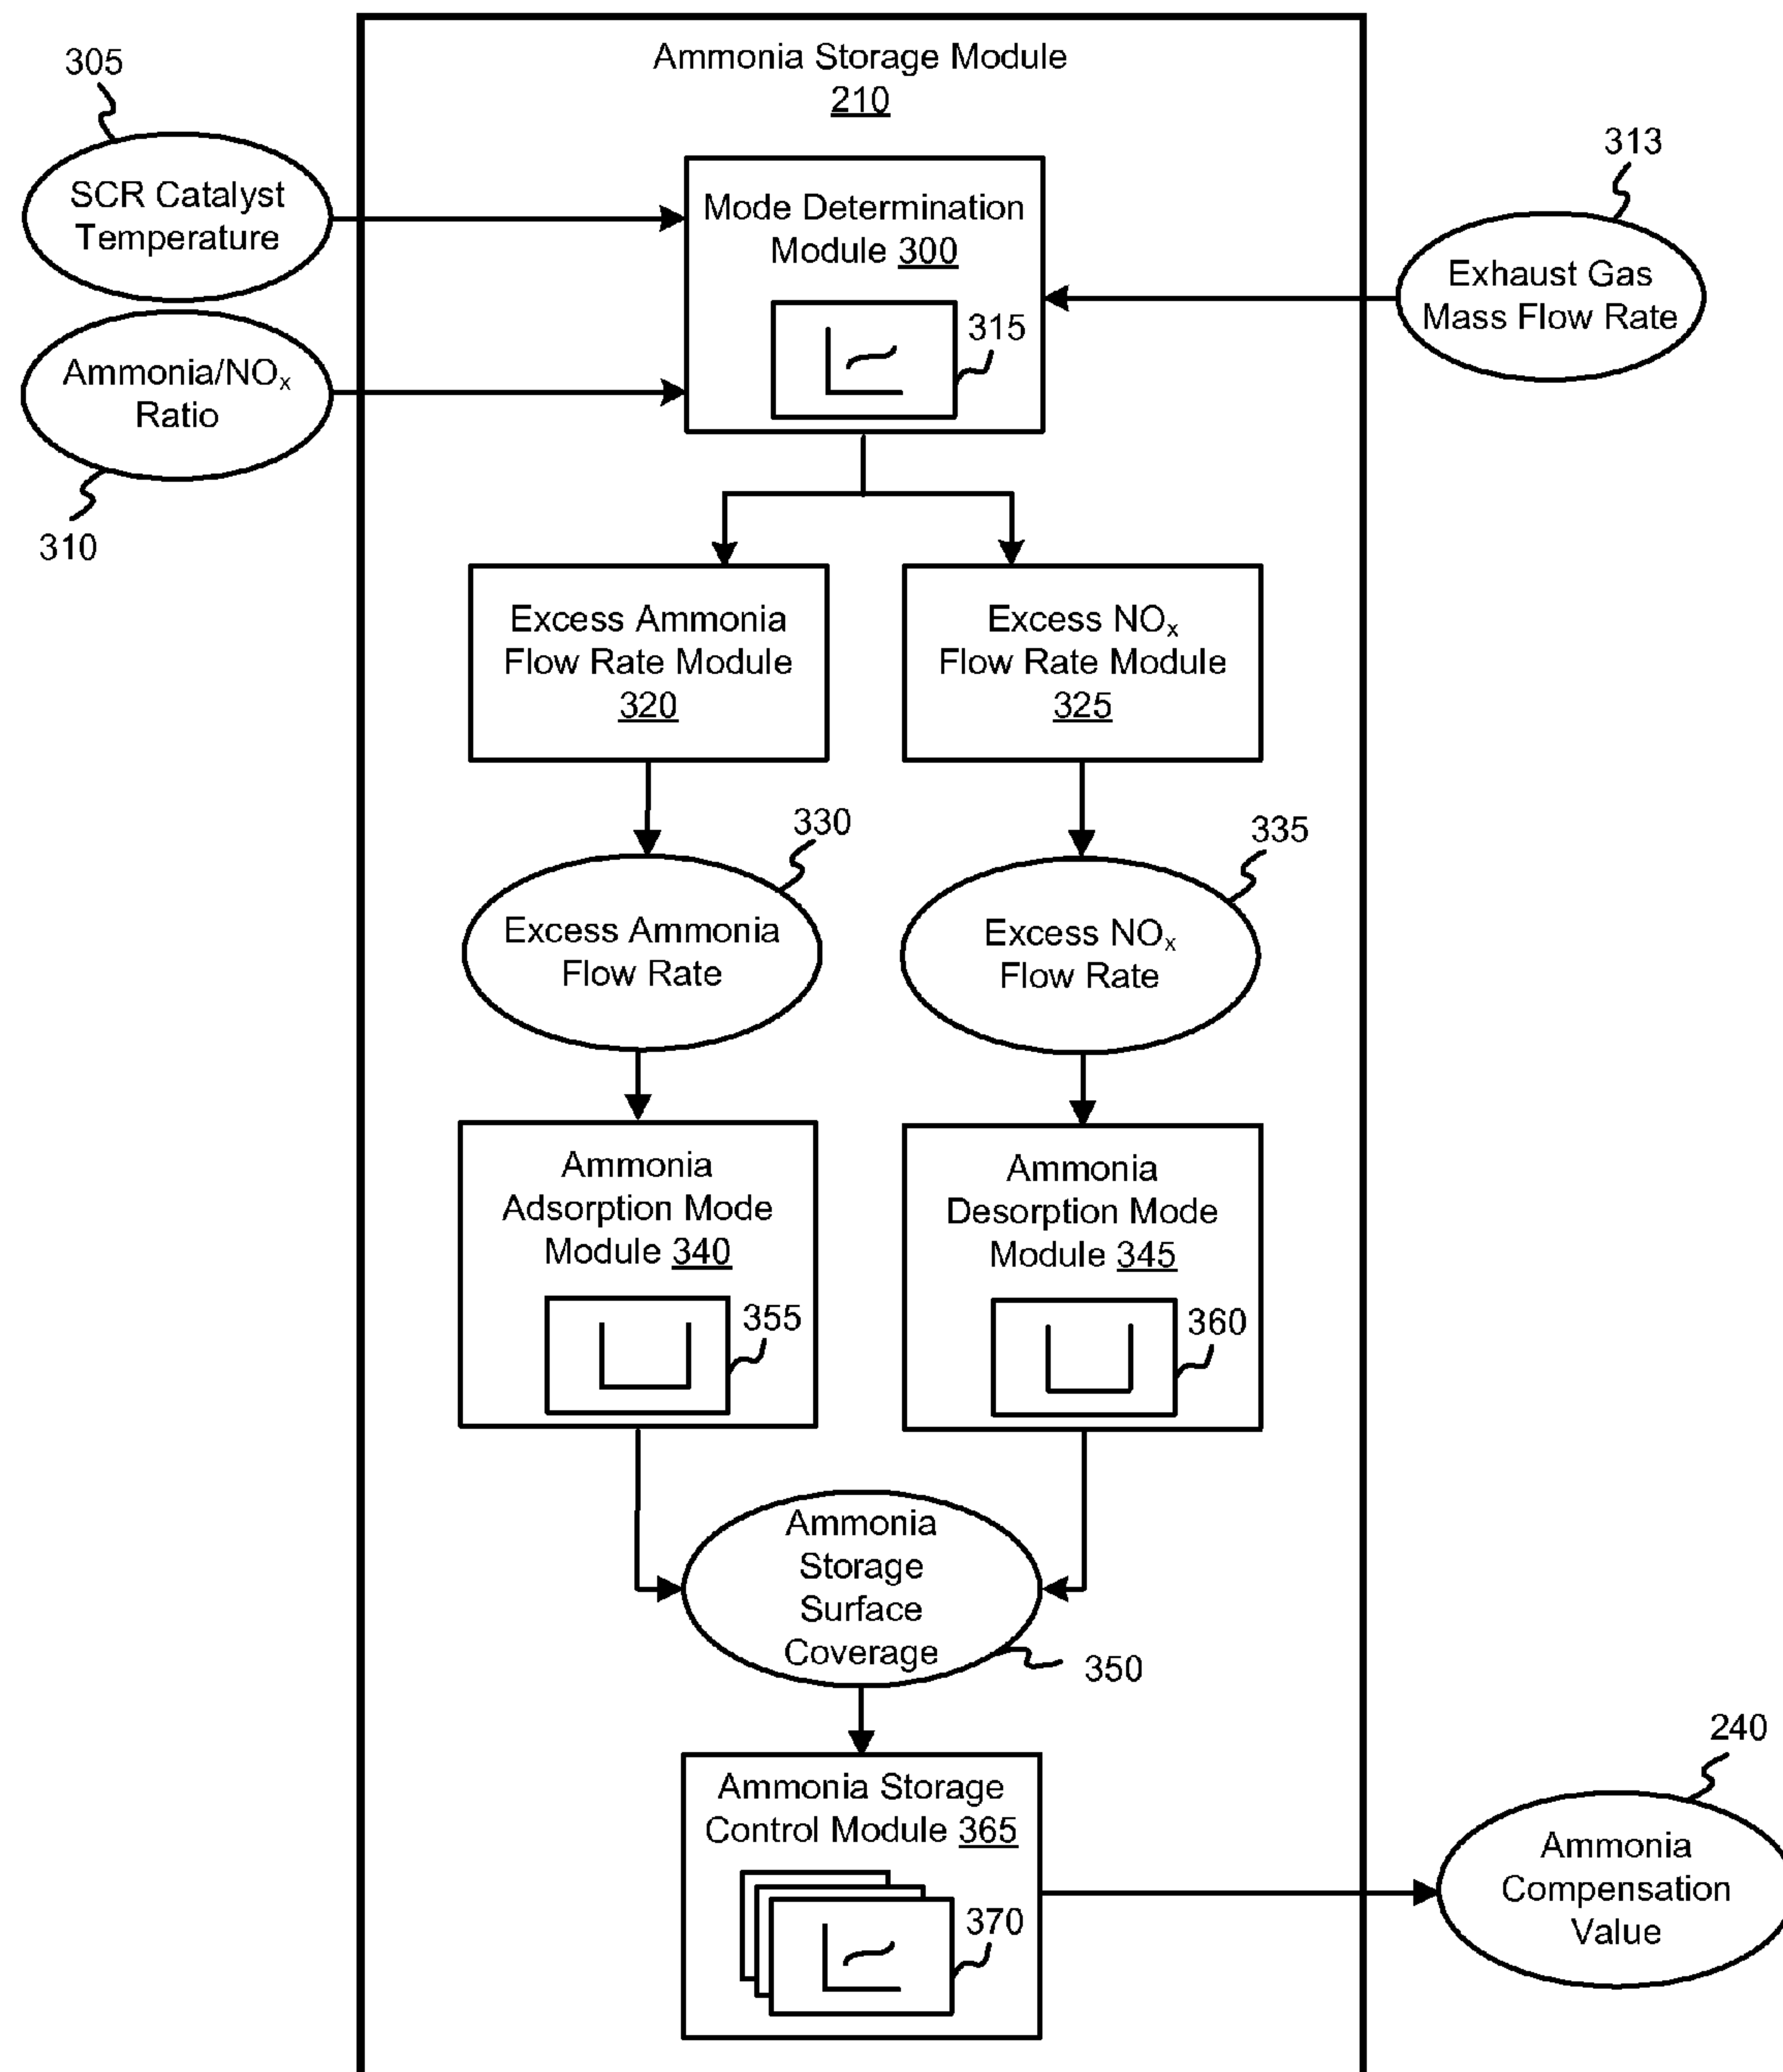 Ammonia Storage Module
210
305
SCR Catalyst
Temperature
Ammonia/NOₓ
Ratio
310
Mode Determination
Module 300
315
313
Exhaust Gas
Mass Flow Rate
Excess Ammonia
Flow Rate Module
320
Excess NOₓ
Flow Rate Module
325
330
Excess Ammonia
Flow Rate
335
Excess NOₓ
Flow Rate
Ammonia
Adsorption Mode
Module 340
355
Ammonia
Desorption Mode
Module 345
360
Ammonia
Storage
Surface
Coverage
350
Ammonia Storage
Control Module 365
370
240
Ammonia
Compensation
Value